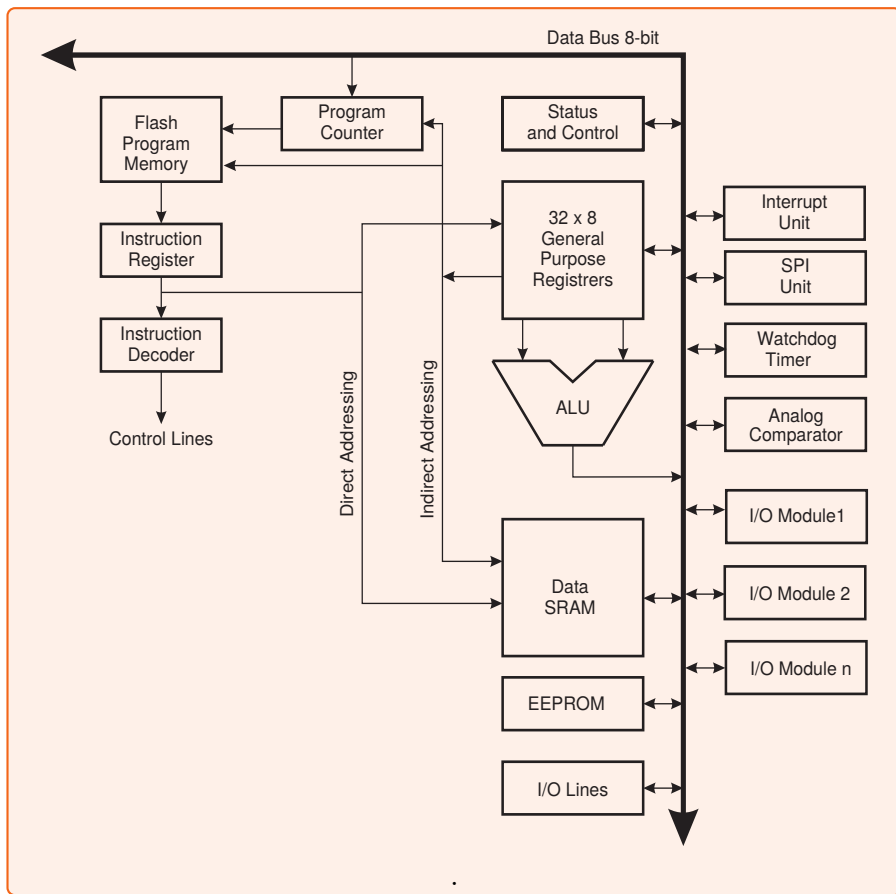 Data Bus 8-bit
Flash
Program
Memory
Program
Counter
Status
and Control
Instruction
Register
32 x 8
General
Purpose
Registrers
Interrupt
Unit
SPI
Unit
Instruction
Decoder
Watchdog
Timer
ALU
Analog
Comparator
Control Lines
Direct Addressing
Indirect Addressing
I/O Module1
Data
SRAM
I/O Module 2
I/O Module n
EEPROM
I/O Lines
.